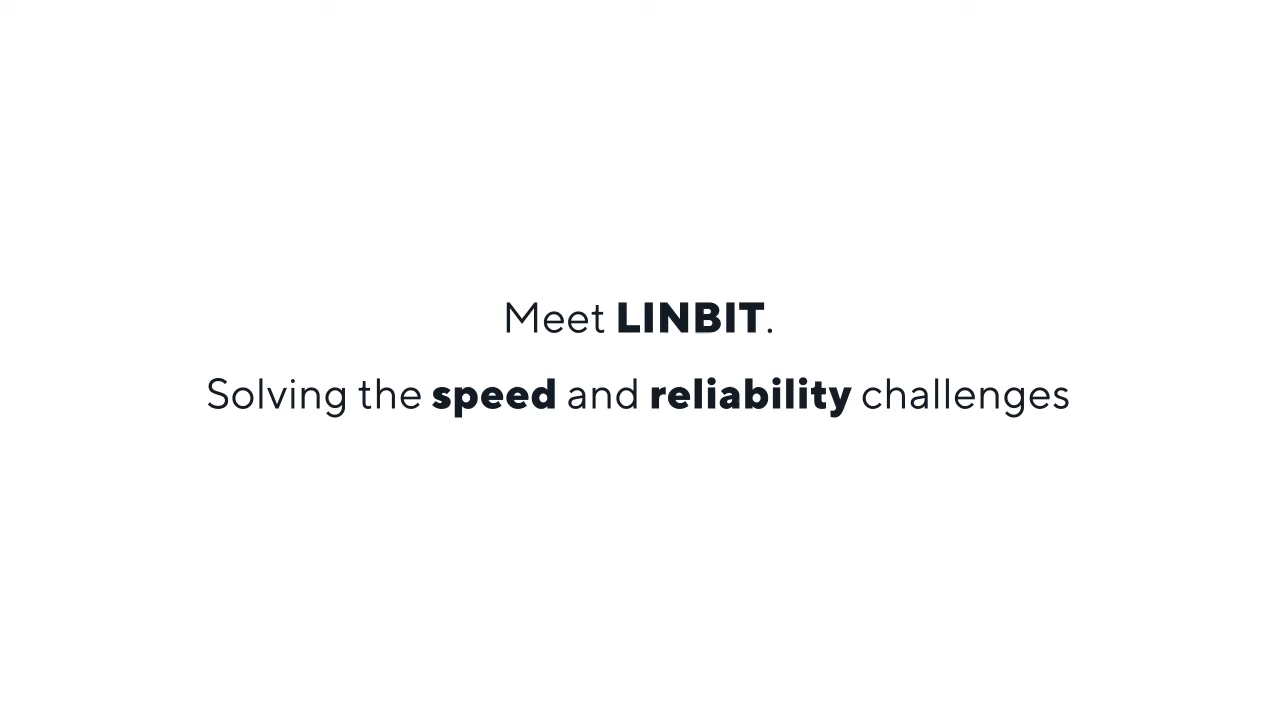 Meet LINBIT.
Solving the speed and reliability challenges